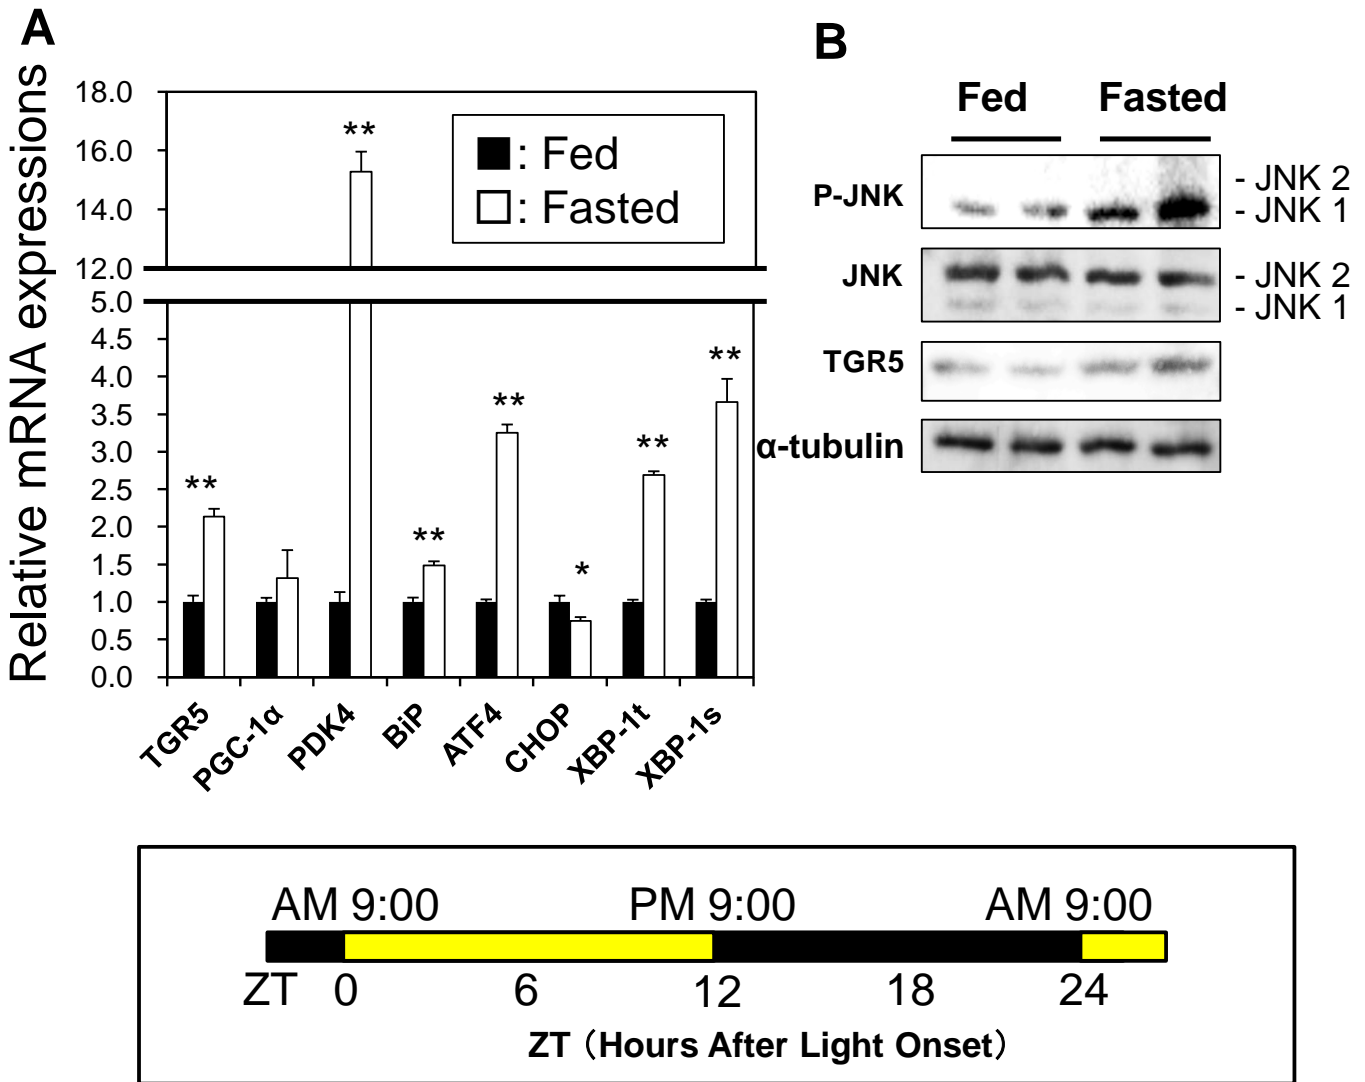 A
Relative mRNA expressions
18.0
16.0
14.0
12.0
5.0
4.5
4.0
3.5
3.0
2.5
2.0
1.5
1.0
0.5
0.0
** ** ** ** * ** **
: Fed
: Fasted
TGR5 PGC-1α PDK4 BiP ATF4 CHOP XBP-1t XBP-1s
B
Fed Fasted
P-JNK
- JNK 2
- JNK 1
JNK
- JNK 2
- JNK 1
TGR5
α-tubulin
AM 9:00 PM 9:00 AM 9:00
ZT 0 6 12 18 24
ZT（Hours After Light Onset）